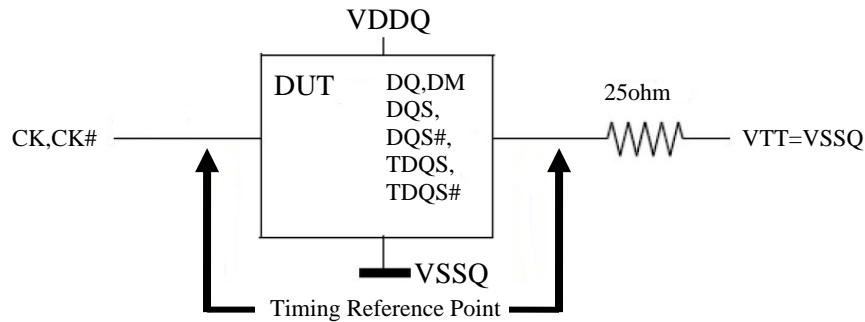 VDDQ
DUT
DQ,DM
DQS,
DQS#,
TDQS,
TDQS#
25ohm
CK,CK#
VTT=VSSQ
VSSQ
Timing Reference Point